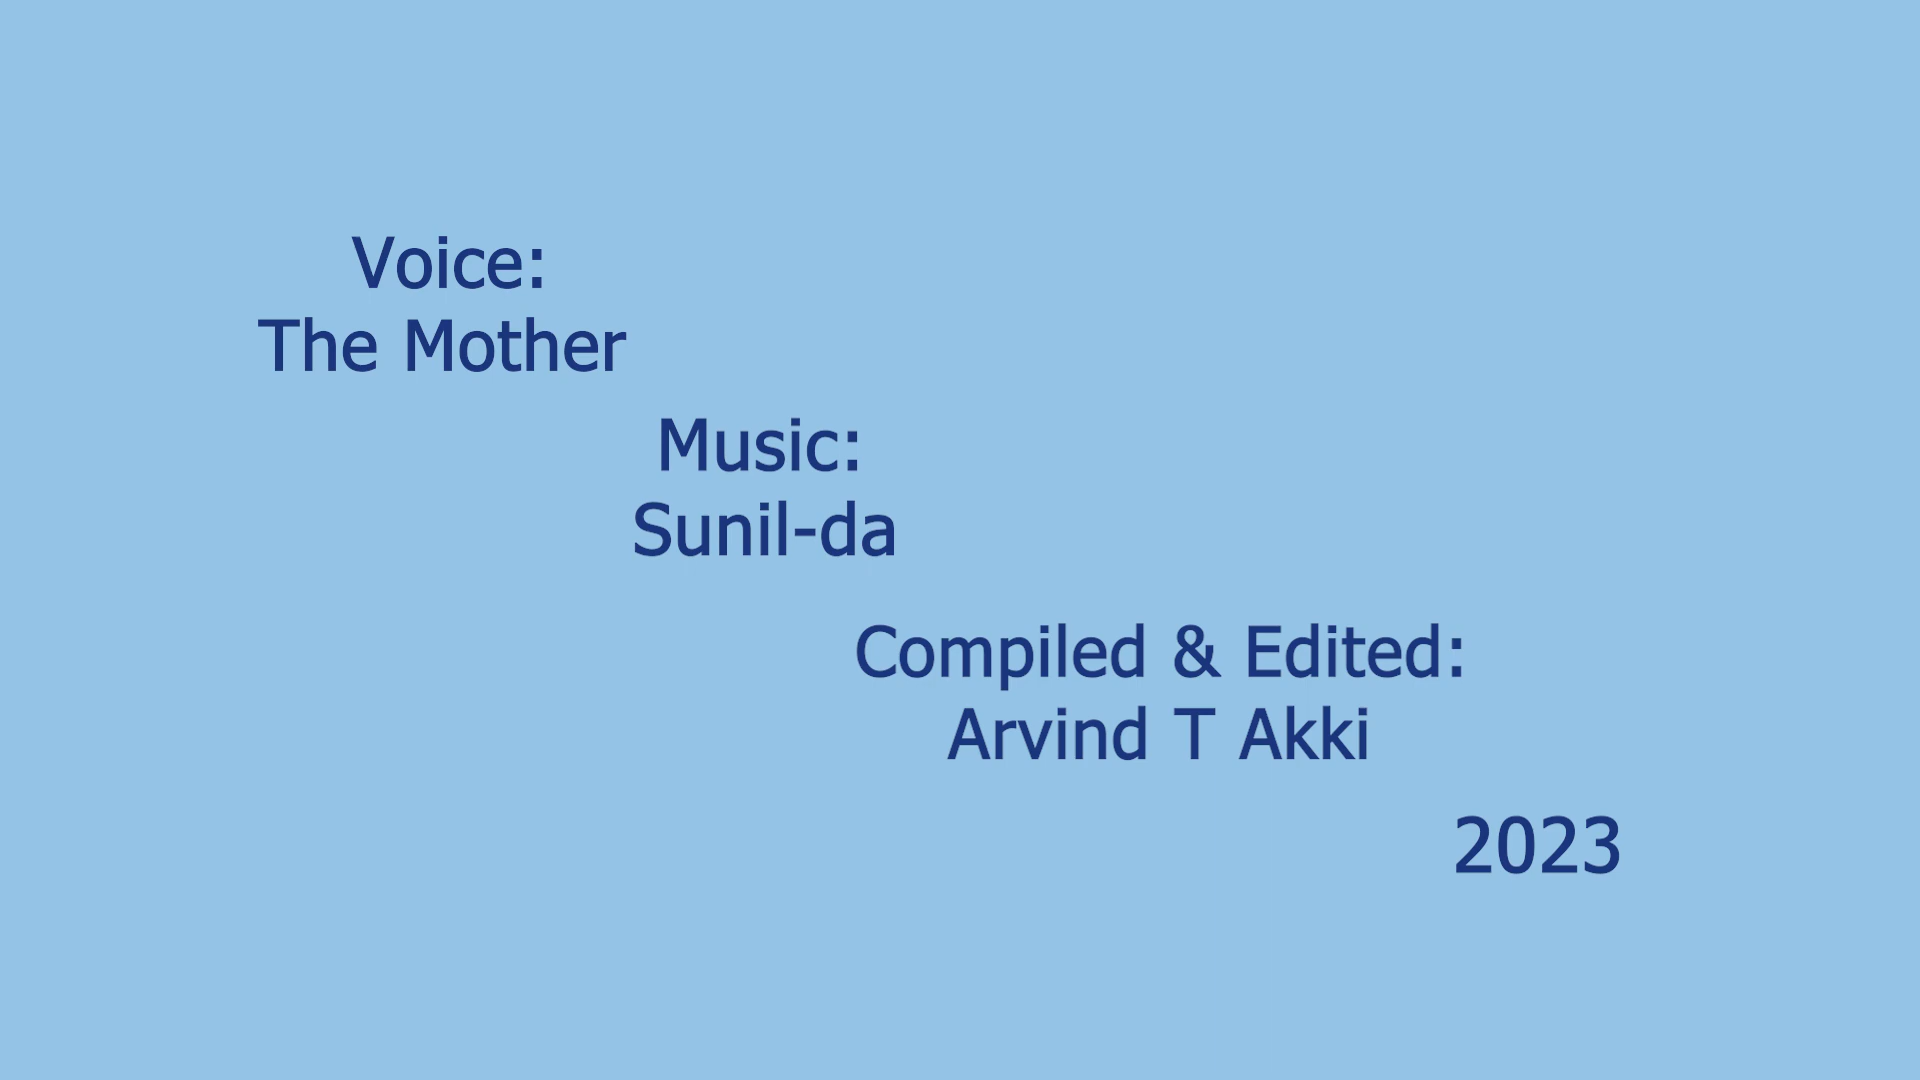 Voice:
The Mother
Music:
Sunil-da
Compiled & Edited:
Arvind T Akki
2023